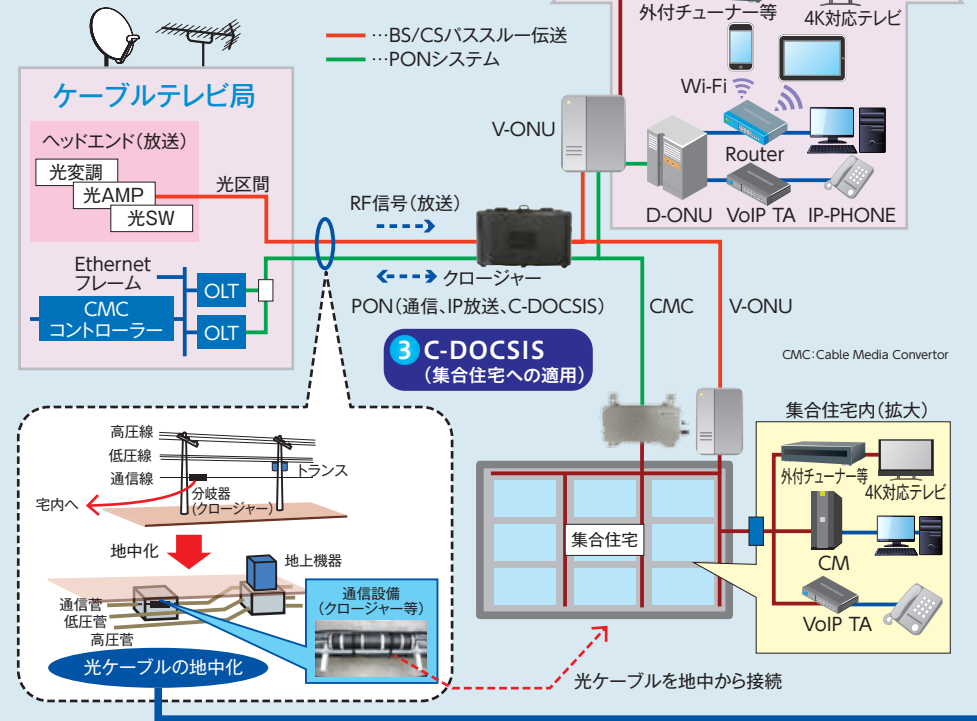 外付チューナー等
4K対応テレビ
…BS/CSパススルー伝送
…PONシステム
ケーブルテレビ局
Wi-Fi
V-ONU
ヘッドエンド(放送)
光変調
光AMP
光SW
光区間
Router
RF信号(放送)
D-ONU
VoIP TA
IP-PHONE
Ethernet
フレーム
OLT
クロージャー
CMC
コントローラー
OLT
PON(通信、IP放送、C-DOCSIS)
CMC
V-ONU
3 C-DOCSIS
(集合住宅への適用)
CMC:Cable Media Convertor
高圧線
低圧線
通信線
トランス
分岐器
(クロージャー)
宅内へ
地中化
地上機器
通信管
低圧管
高圧管
通信設備
(クロージャー等)
光ケーブルの地中化
集合住宅
集合住宅内(拡大)
外付チューナー等
4K対応テレビ
CM
VoIP TA
光ケーブルを地中から接続